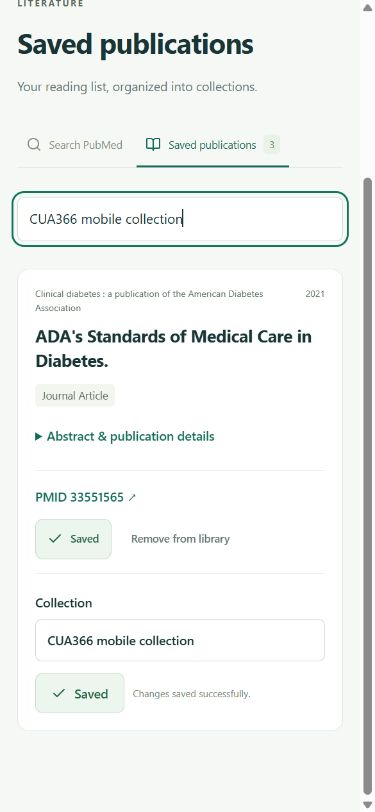 LITERATURE
Saved publications
Your reading list, organized into collections.
Search PubMed
Saved publications 3
CUA366 mobile collection
Clinical diabetes : a publication of the American Diabetes 2021
Association
ADA's Standards of Medical Care in
Diabetes.
Journal Article
▶ Abstract & publication details
PMID 33551565 ↗
✓ Saved
Remove from library
Collection
CUA366 mobile collection
✓ Saved
Changes saved successfully.